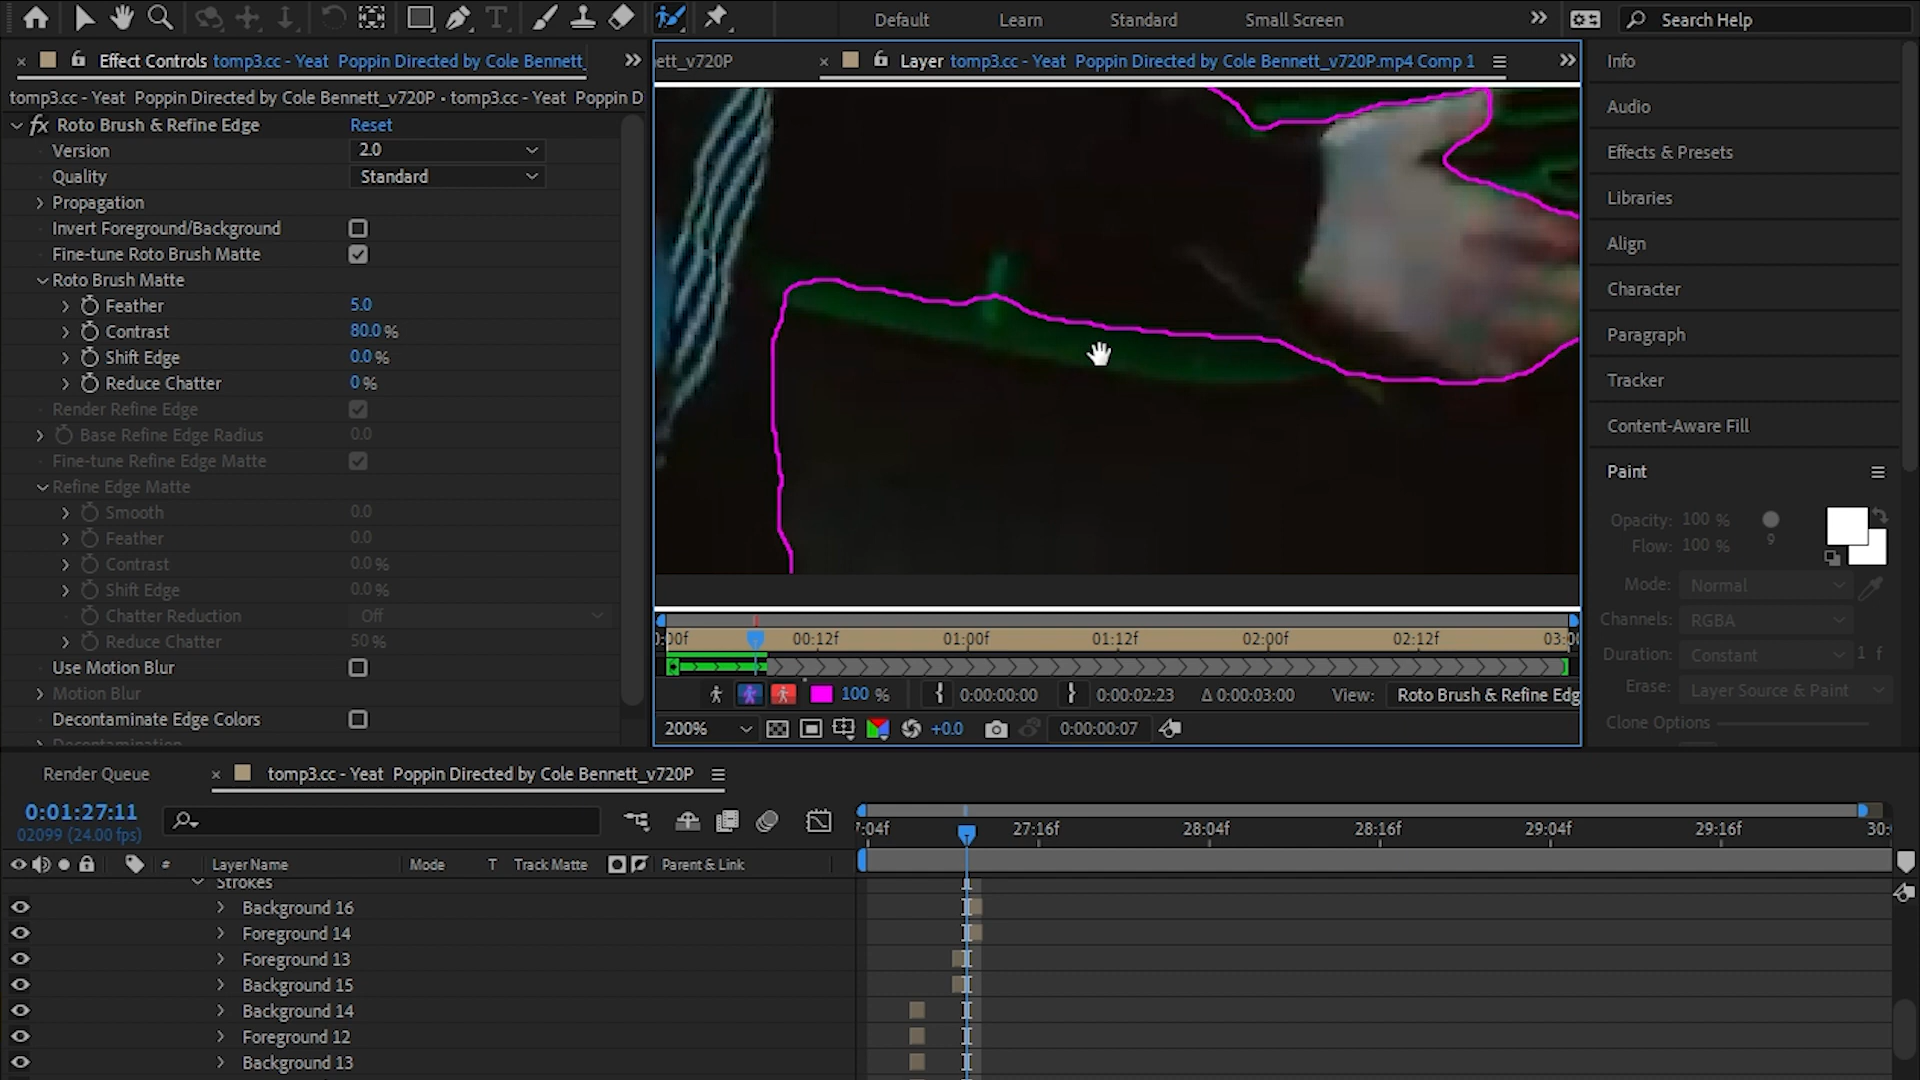 Default
Learn
Standard
Small Screen
Search Help
Effect Controls tomp3.cc - Yeat Poppin Directed by Cole Bennett_
tomp3.cc - Yeat Poppin Directed by Cole Bennett_v720P • tomp3.cc - Yeat Poppin D
fx Roto Brush & Refine Edge Reset
Version 2.0
Quality Standard
Propagation
Invert Foreground/Background
Fine-tune Roto Brush Matte
Roto Brush Matte
Feather 5.0
Contrast 80.0 %
Shift Edge 0.0 %
Reduce Chatter 0 %
Render Refine Edge
Base Refine Edge Radius 0.0
Fine-tune Refine Edge Matte
Refine Edge Matte
Smooth 0.0
Feather 0.0
Contrast 0.0 %
Shift Edge 0.0 %
Chatter Reduction Off
Reduce Chatter 50 %
Use Motion Blur
Motion Blur
Decontaminate Edge Colors
Decontamination
ett_v720P
Layer tomp3.cc - Yeat Poppin Directed by Cole Bennett_v720P.mp4 Comp 1
):00f 00:12f 01:00f 01:12f 02:00f 02:12f 03:0
100 % 0:00:00:00 0:00:02:23 Δ 0:00:03:00 View: Roto Brush & Refine Edg
200% +0.0 0:00:00:07
Info
Audio
Effects & Presets
Libraries
Align
Character
Paragraph
Tracker
Content-Aware Fill
Paint
Opacity: 100 %
Flow: 100 %
9
Mode: Normal
Channels: RGBA
Duration: Constant 1 f
Erase: Layer Source & Paint
Clone Options
Render Queue
tomp3.cc - Yeat Poppin Directed by Cole Bennett_v720P
0:01:27:11
02099 (24.00 fps)
7:04f 27:16f 28:04f 28:16f 29:04f 29:16f 30:
# Layer Name Mode T Track Matte Parent & Link
Strokes
Background 16
Foreground 14
Foreground 13
Background 15
Background 14
Foreground 12
Background 13